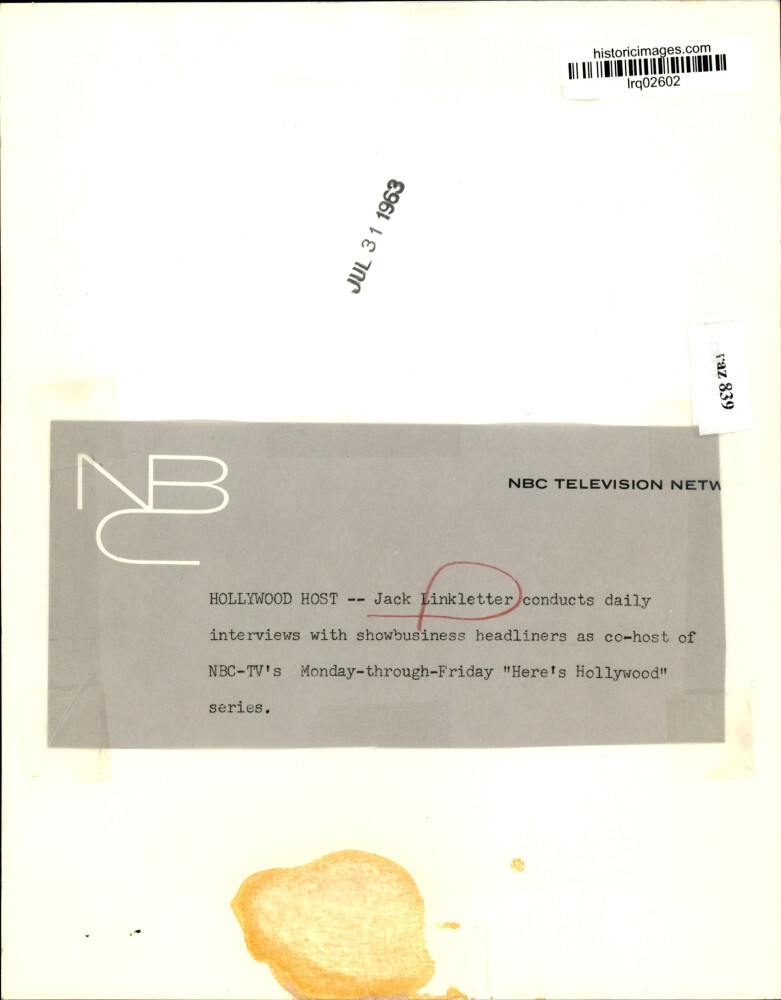 historicimages.com
lrq02602
JUL 31 1963
raz 839
NBC
NBC TELEVISION NETW
HOLLYWOOD HOST -- Jack Linkletter conducts daily
interviews with showbusiness headliners as co-host of
NBC-TV's Monday-through-Friday "Here's Hollywood"
series.